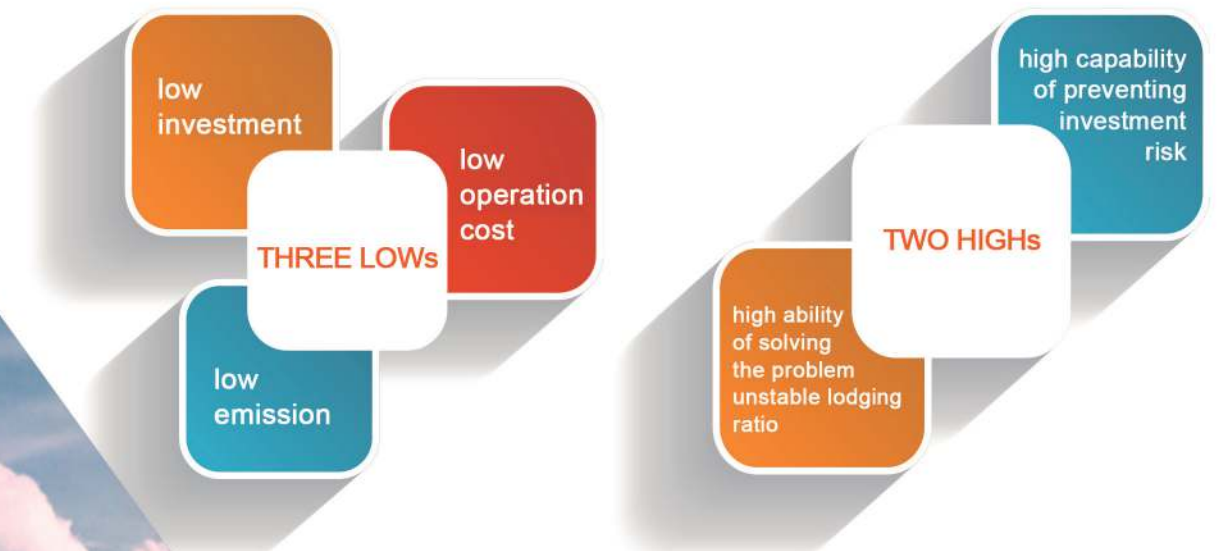 low
investment
low
operation
cost
THREE LOWs
low
emission
high capability
of preventing
investment
risk
TWO HIGHs
high ability
of solving
the problem
unstable lodging
ratio